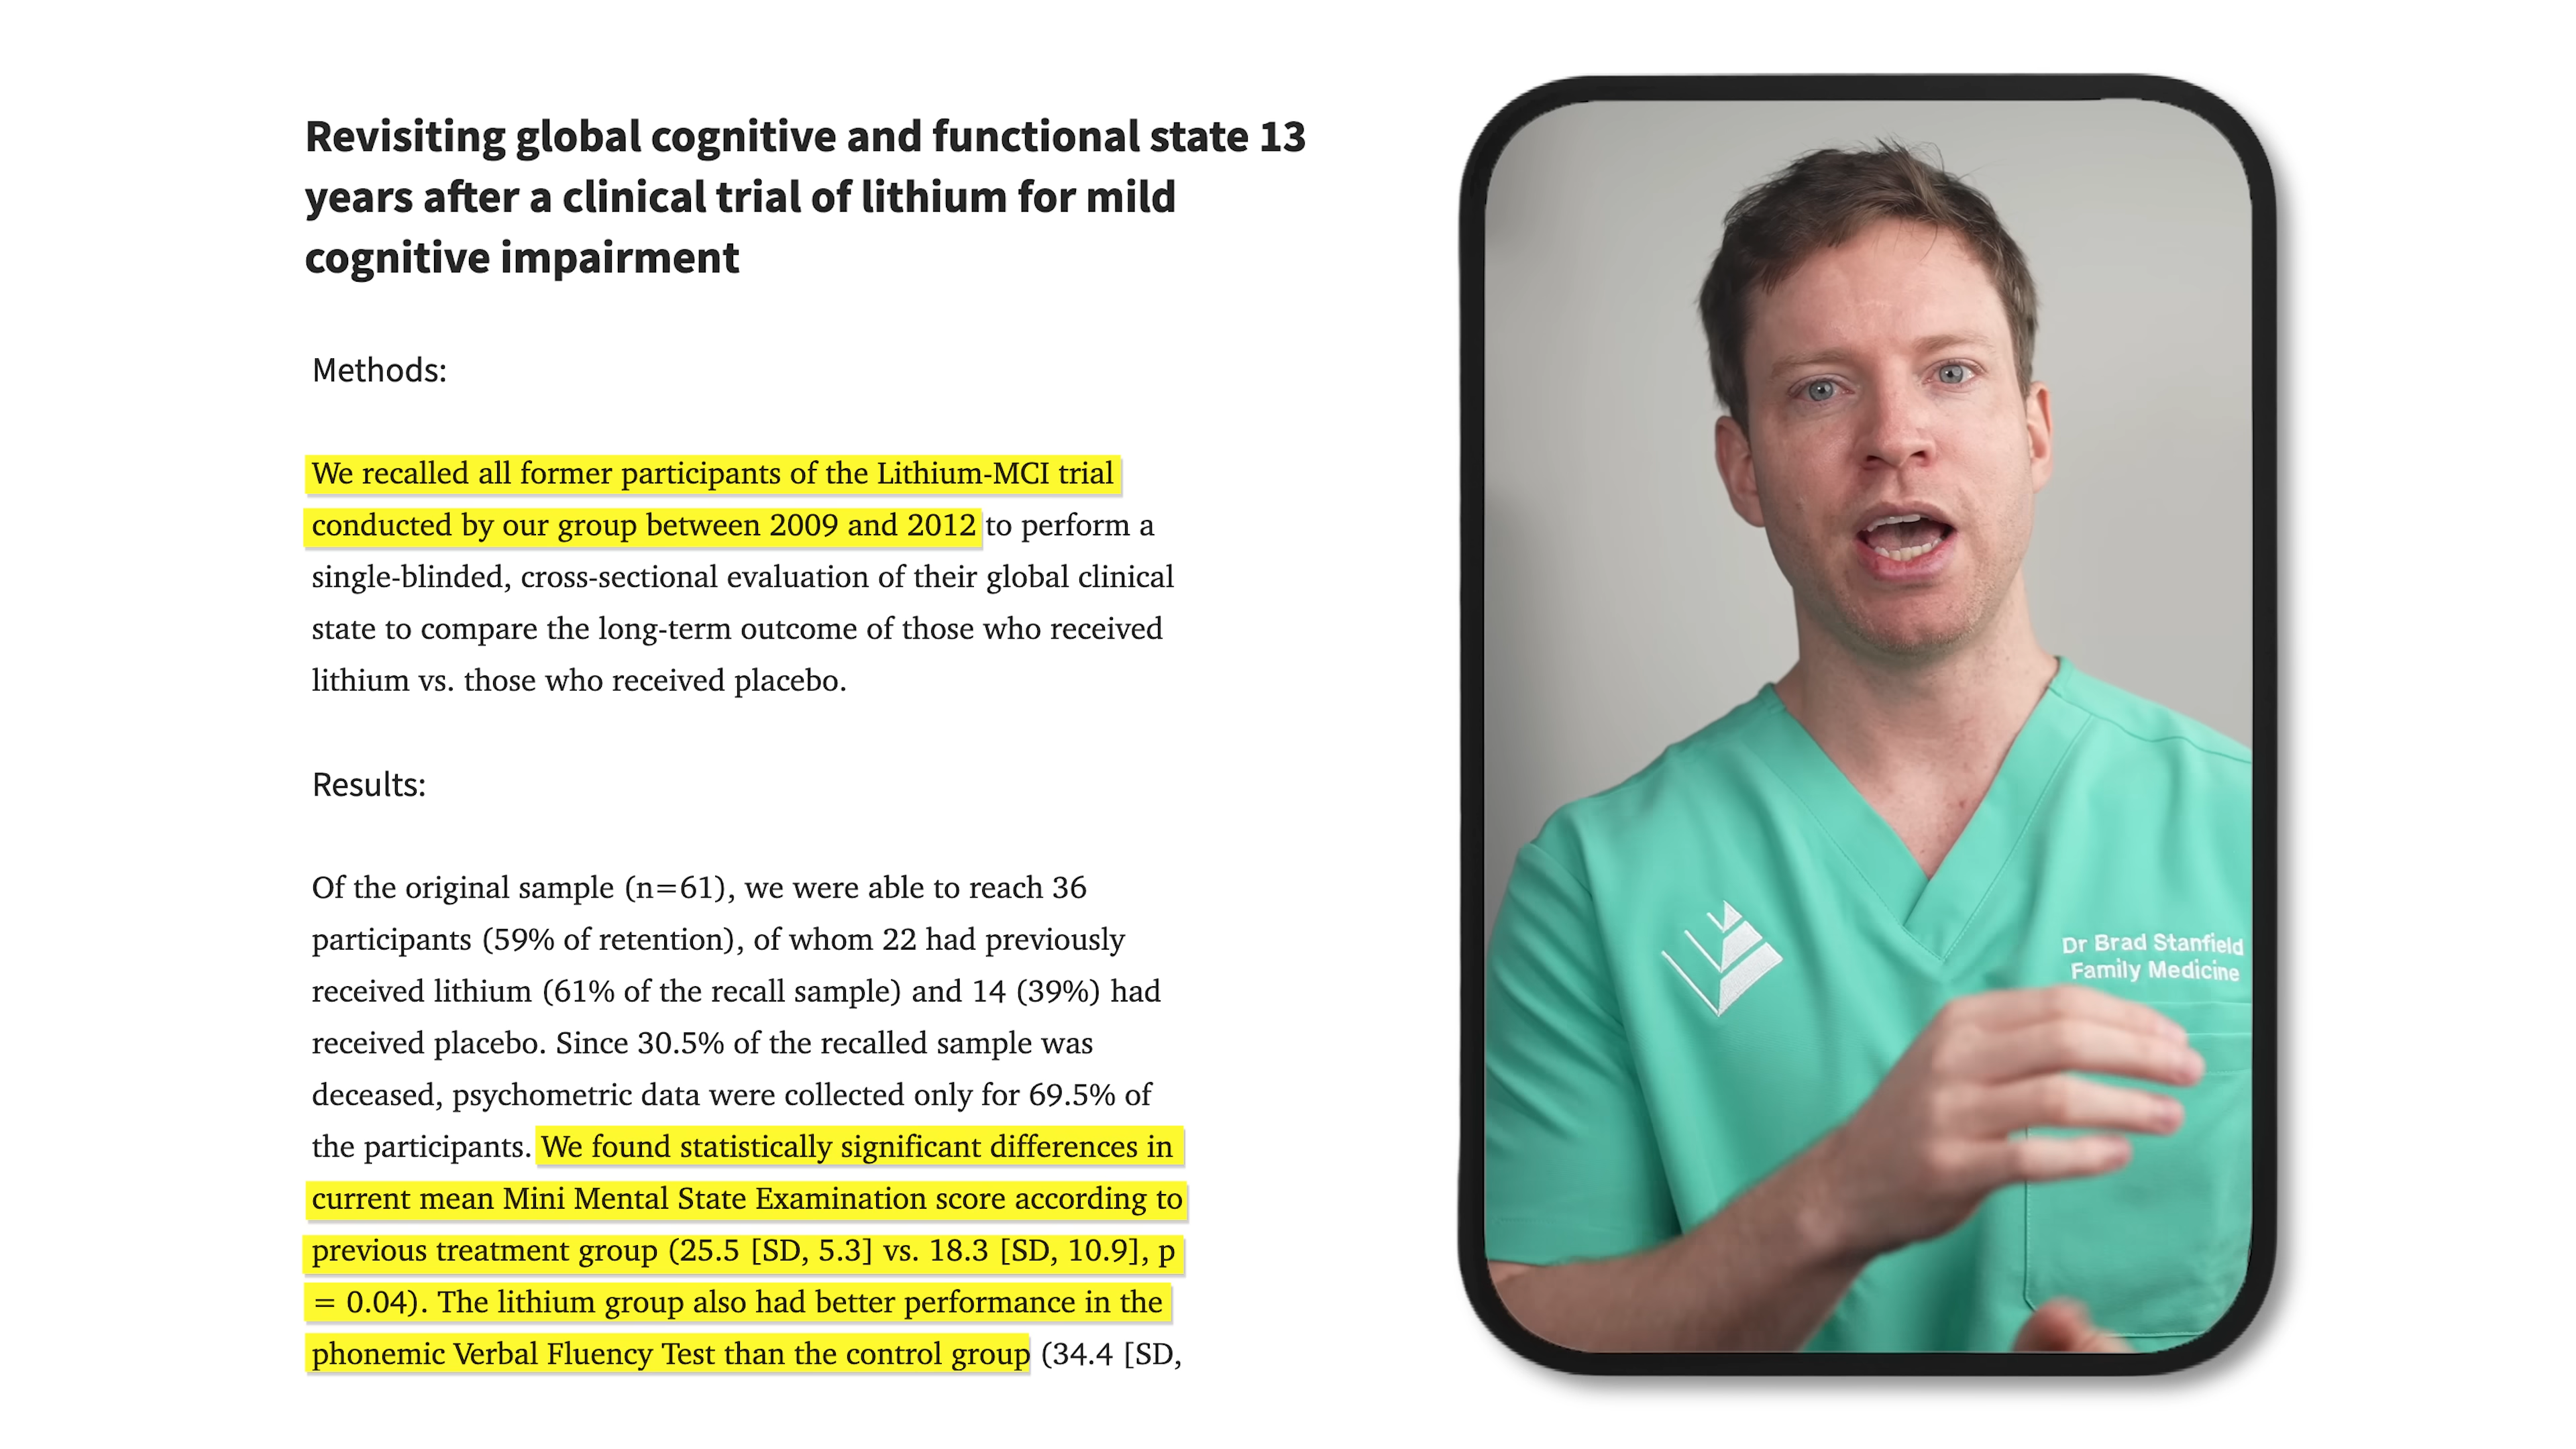 Revisiting global cognitive and functional state 13
years after a clinical trial of lithium for mild
cognitive impairment
Methods:
We recalled all former participants of the Lithium-MCI trial
conducted by our group between 2009 and 2012 to perform a
single-blinded, cross-sectional evaluation of their global clinical
state to compare the long-term outcome of those who received
lithium vs. those who received placebo.
Results:
Of the original sample (n=61), we were able to reach 36
participants (59% of retention), of whom 22 had previously
received lithium (61% of the recall sample) and 14 (39%) had
received placebo. Since 30.5% of the recalled sample was
deceased, psychometric data were collected only for 69.5% of
the participants. We found statistically significant differences in
current mean Mini Mental State Examination score according to
previous treatment group (25.5 [SD, 5.3] vs. 18.3 [SD, 10.9], p
= 0.04). The lithium group also had better performance in the
phonemic Verbal Fluency Test than the control group (34.4 [SD,
Dr Brad Stanfield
Family Medicine